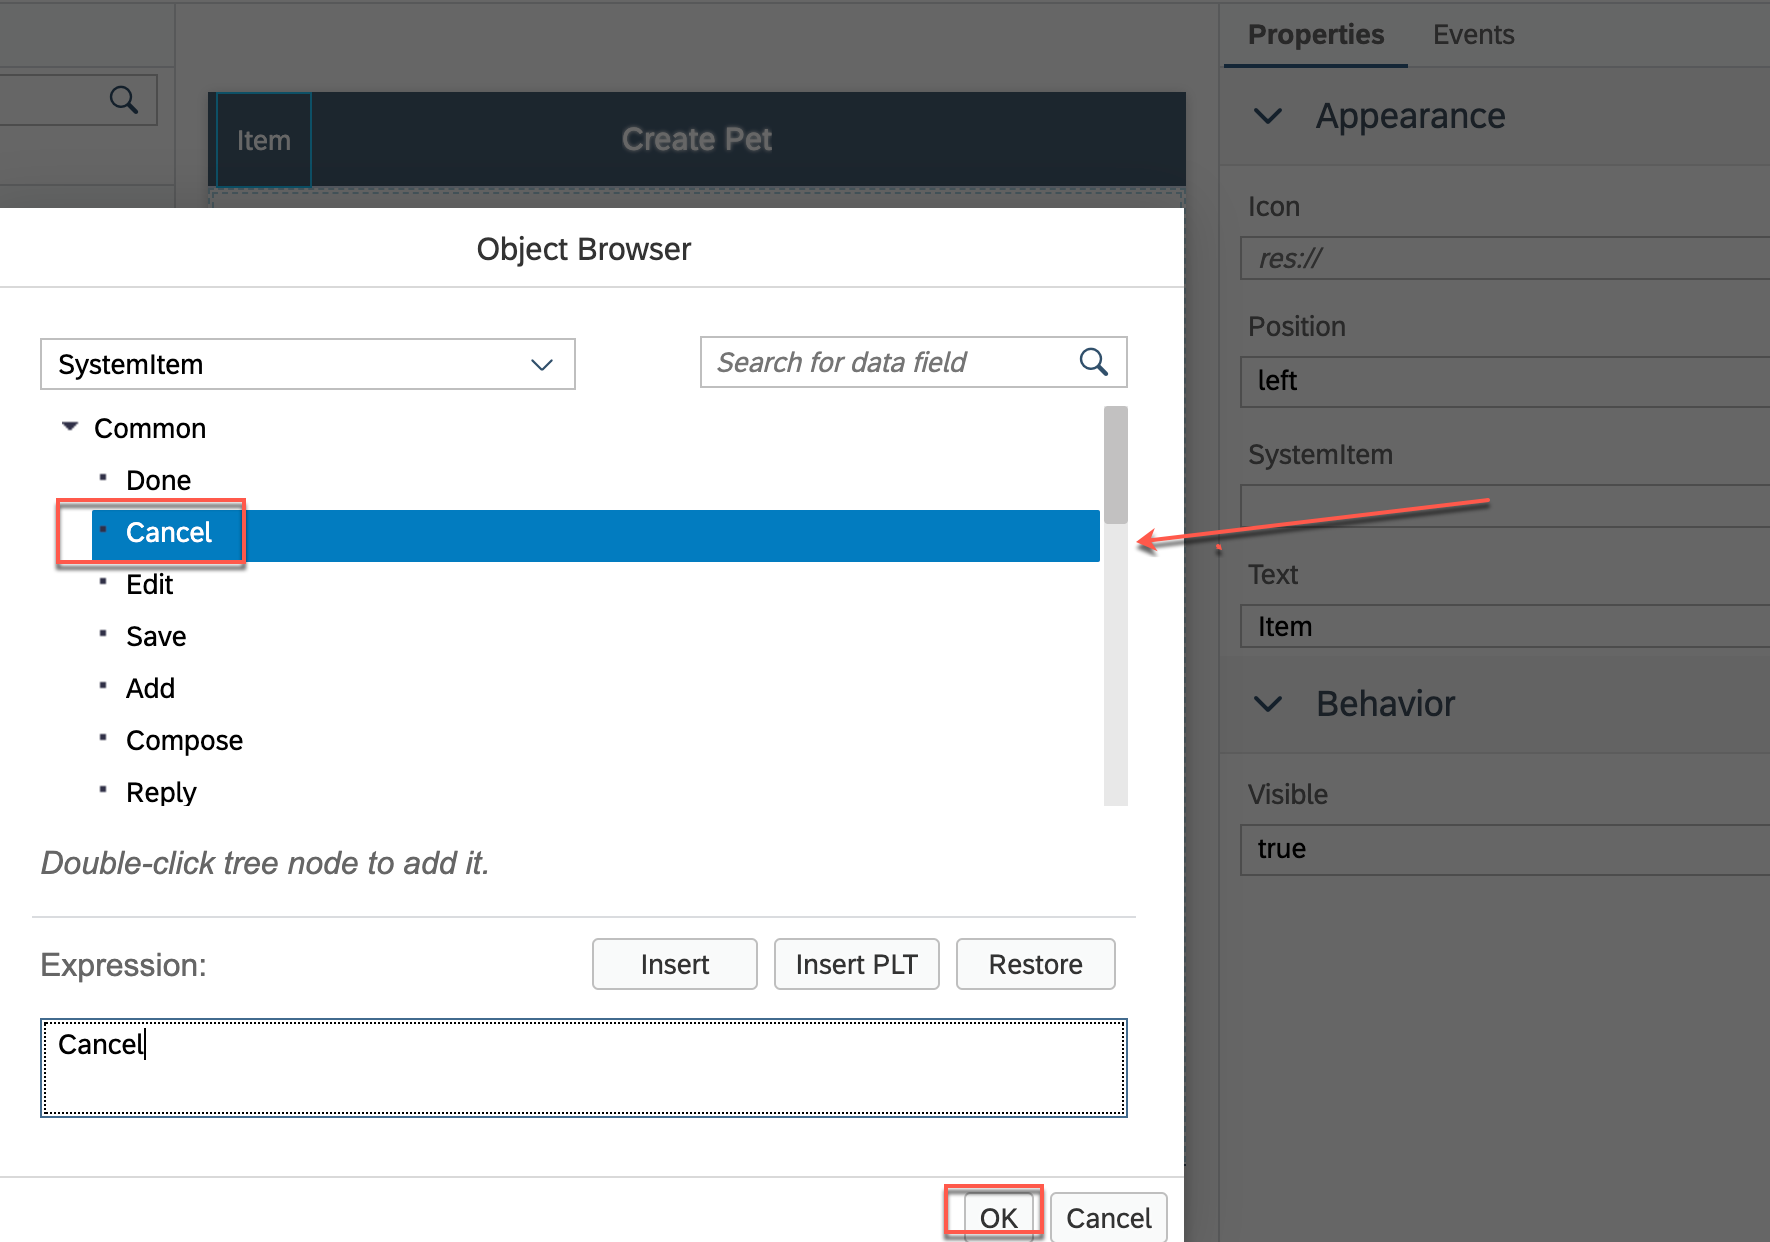 Properties Events
Item Create Pet
Appearance
Icon
res://
Position
left
SystemItem
Text
Item
Behavior
Visible
true
Object Browser
SystemItem
Search for data field
Common
Done
Cancel
Edit
Save
Add
Compose
Reply
Double-click tree node to add it.
Expression: Insert Insert PLT Restore
Cancel
OK Cancel